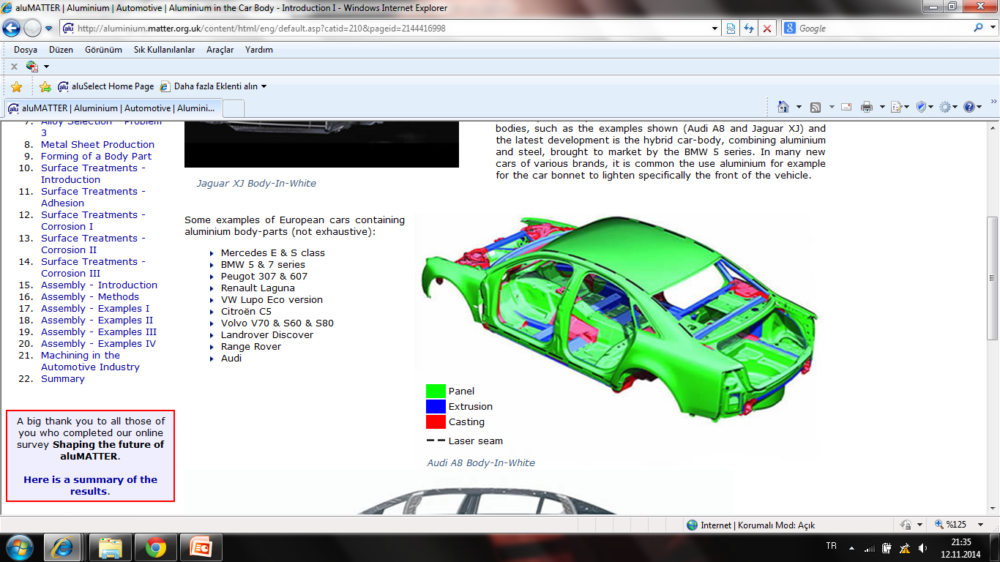 aluMATTER | Aluminium | Automotive | Aluminium in the Car Body - Introduction I - Windows Internet Explorer
http://aluminium.matter.org.uk/content/html/eng/default.asp?catid=210&pageid=2144416998
Google
Dosya Düzen Görünüm Sık Kullanılanlar Araçlar Yardım
aluSelect Home Page Daha fazla Eklenti alın
aluMATTER | Aluminium | Automotive | Alumini...
7. Alloy Selection - Problem
3
8. Metal Sheet Production
9. Forming of a Body Part
10. Surface Treatments -
Introduction
11. Surface Treatments -
Adhesion
12. Surface Treatments -
Corrosion I
13. Surface Treatments -
Corrosion II
14. Surface Treatments -
Corrosion III
15. Assembly - Introduction
16. Assembly - Methods
17. Assembly - Examples I
18. Assembly - Examples II
19. Assembly - Examples III
20. Assembly - Examples IV
21. Machining in the
Automotive Industry
22. Summary
A big thank you to all those of
you who completed our online
survey Shaping the future of
aluMATTER.
Here is a summary of the
results.
Jaguar XJ Body-In-White
bodies, such as the examples shown (Audi A8 and Jaguar XJ) and
the latest development is the hybrid car-body, combining aluminium
and steel, brought to market by the BMW 5 series. In many new
cars of various brands, it is common the use aluminium for example
for the car bonnet to lighten specifically the front of the vehicle.
Some examples of European cars containing
aluminium body-parts (not exhaustive):
Mercedes E & S class
BMW 5 & 7 series
Peugot 307 & 607
Renault Laguna
VW Lupo Eco version
Citroën C5
Volvo V70 & S60 & S80
Landrover Discover
Range Rover
Audi
Panel
Extrusion
Casting
Laser seam
Audi A8 Body-In-White
Internet | Korumalı Mod: Açık
%125
TR
21:35
12.11.2014